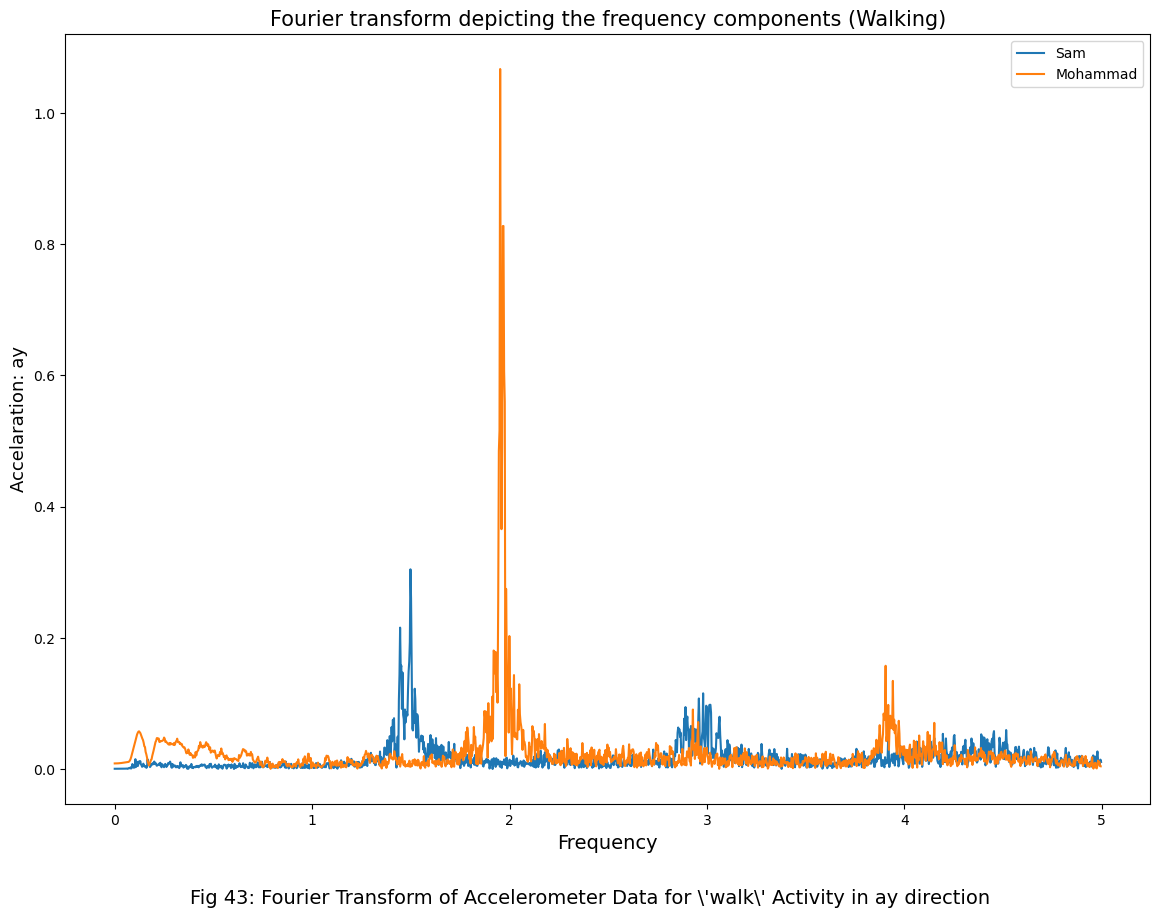 Fourier transform depicting the frequency components (Walking)
Sam
Mohammad
1.0
0.8
0.6
0.4
0.2
0.0
Accelaration: ay
0
1
2
3
4
5
Frequency
Fig 43: Fourier Transform of Accelerometer Data for \'walk\' Activity in ay direction